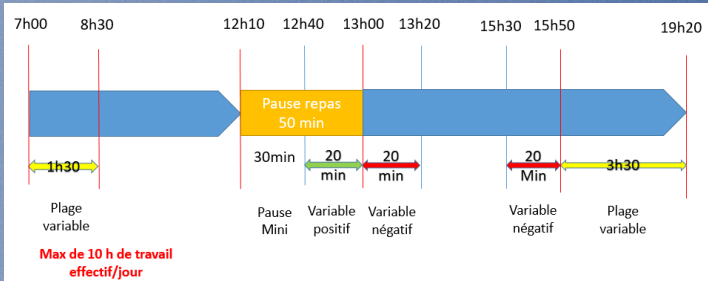 7h00 8h30 12h10 12h40 13h00 13h20 15h30 15h50 19h20
Pause repas
50 min
1h30 30min 20 min 20 min 20 Min 3h30
Plage
variable
Pause
Mini
Variable
positif
Variable
négatif
Variable
négatif
Plage
variable
Max de 10 h de travail
effectif/jour